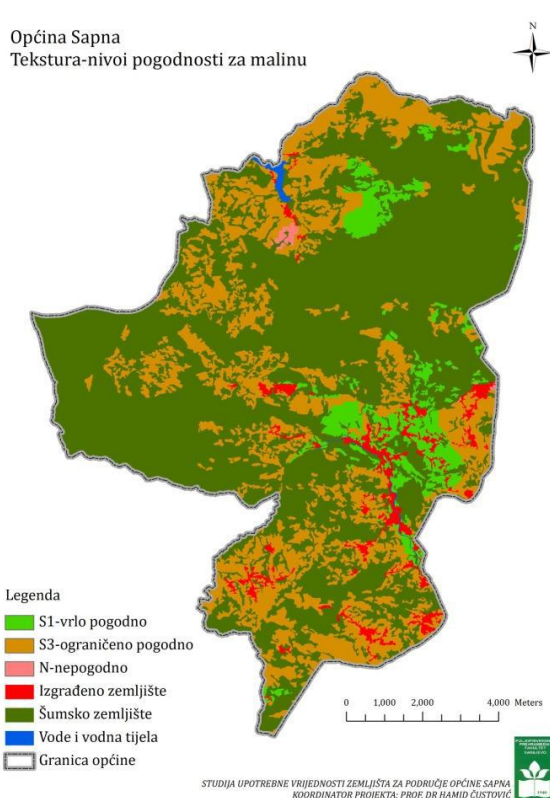 Općina Sapna
Tekstura-nivoi pogodnosti za malinu
N
Legenda
S1-vrlo pogodno
S3-ograničeno pogodno
N-nepogodno
Izgrađeno zemljište
Šumsko zemljište
Vode i vodna tijela
Granica općine
0 1,000 2,000 4,000 Meters
STUDIJA UPOTREBNE VRIJEDNOSTI ZEMLJIŠTA ZA PODRUČJE OPĆINE SAPNA
KOORDINATOR PROJEKTA: PROF. DR HAMID ČUSTOVIĆ